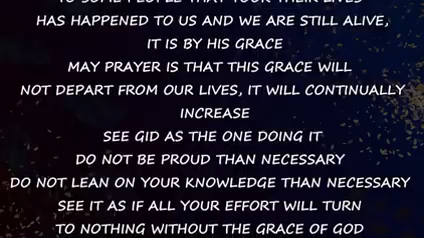 TO SOME PEOPLE THAT TOOK THEIR LIVES
HAS HAPPENED TO US AND WE ARE STILL ALIVE,
IT IS BY HIS GRACE
MAY PRAYER IS THAT THIS GRACE WILL
NOT DEPART FROM OUR LIVES, IT WILL CONTINUALLY
INCREASE
SEE GID AS THE ONE DOING IT
DO NOT BE PROUD THAN NECESSARY
DO NOT LEAN ON YOUR KNOWLEDGE THAN NECESSARY
SEE IT AS IF ALL YOUR EFFORT WILL TURN
TO NOTHING WITHOUT THE GRACE OF GOD